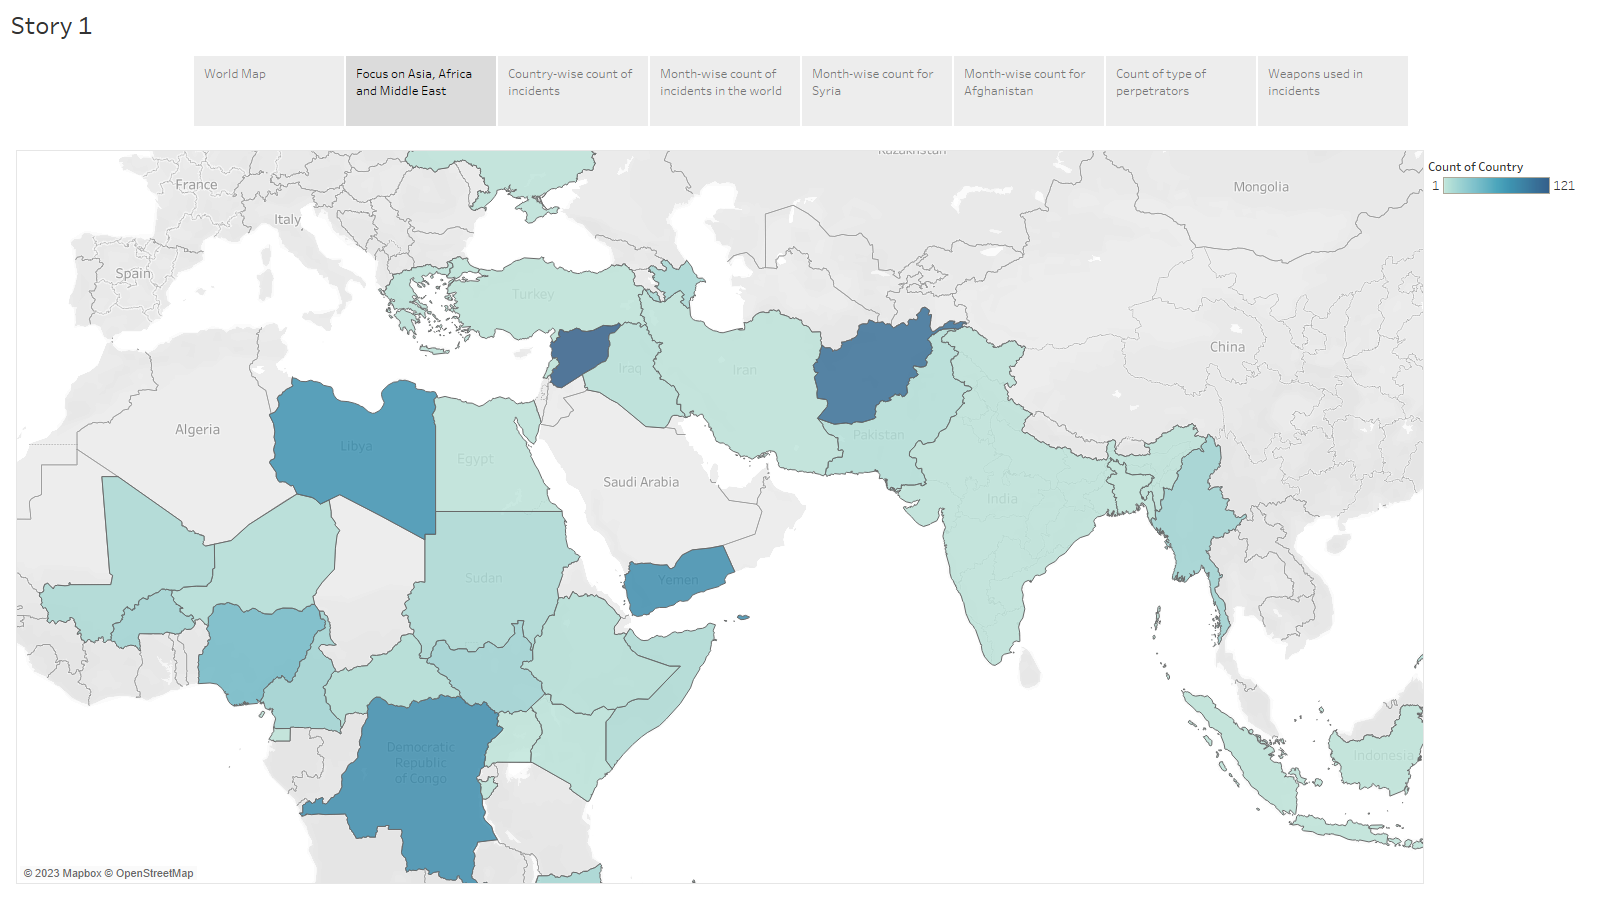 Story 1
World Map
Focus on Asia, Africa
and Middle East
Country-wise count of
incidents
Month-wise count of
incidents in the world
Month-wise count for
Syria
Month-wise count for
Afghanistan
Count of type of
perpetrators
Weapons used in
incidents
Count of Country
1
121
Kazakhstan
France
Mongolia
Italy
Spain
Turkey
China
Iraq
Iran
Algeria
Libya
Pakistan
Egypt
Saudi Arabia
India
Sudan
Yemen
Democratic
Republic
of Congo
Indonesia
© 2023 Mapbox © OpenStreetMap